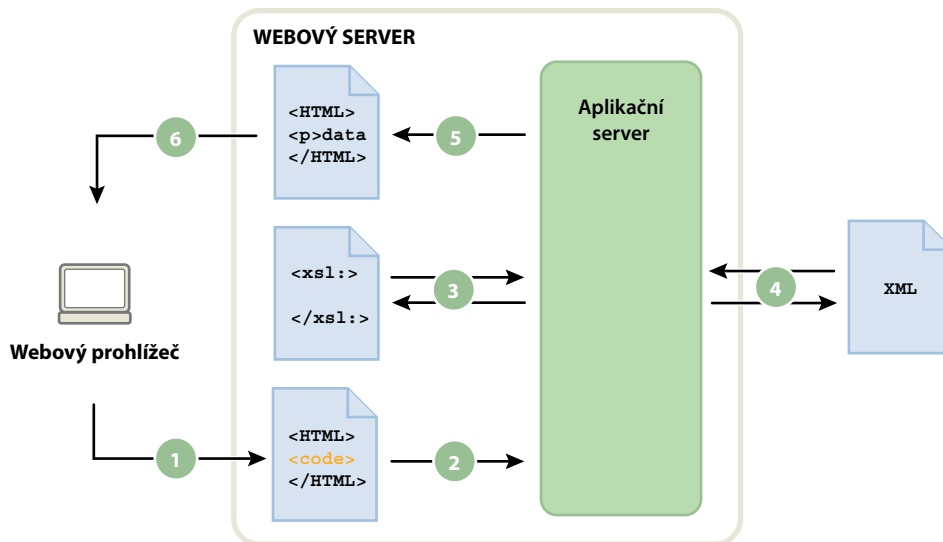 WEBOVÝ SERVER
<HTML>
<p>data
</HTML>
6
5
Aplikační
server
<xsl:>
</xsl:>
3
4
XML
Webový prohlížeč
<HTML>
<code>
</HTML>
1
2